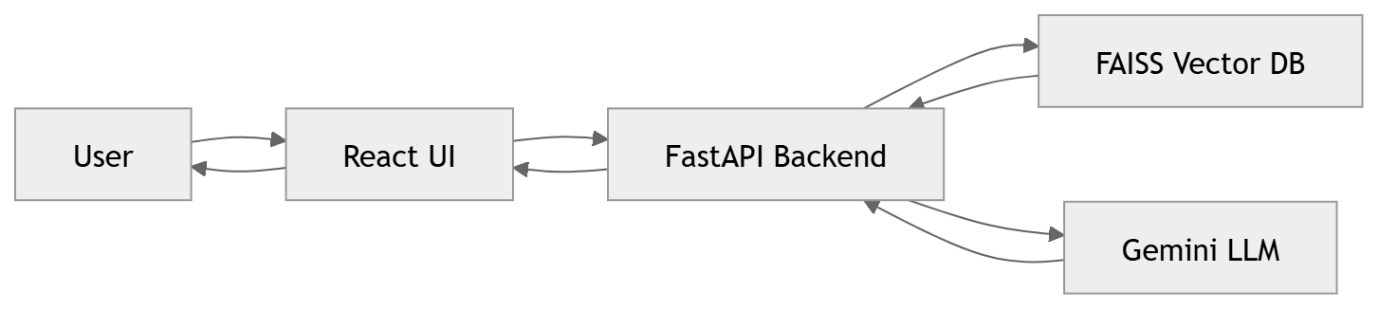 User
React UI
FastAPI Backend
FAISS Vector DB
Gemini LLM